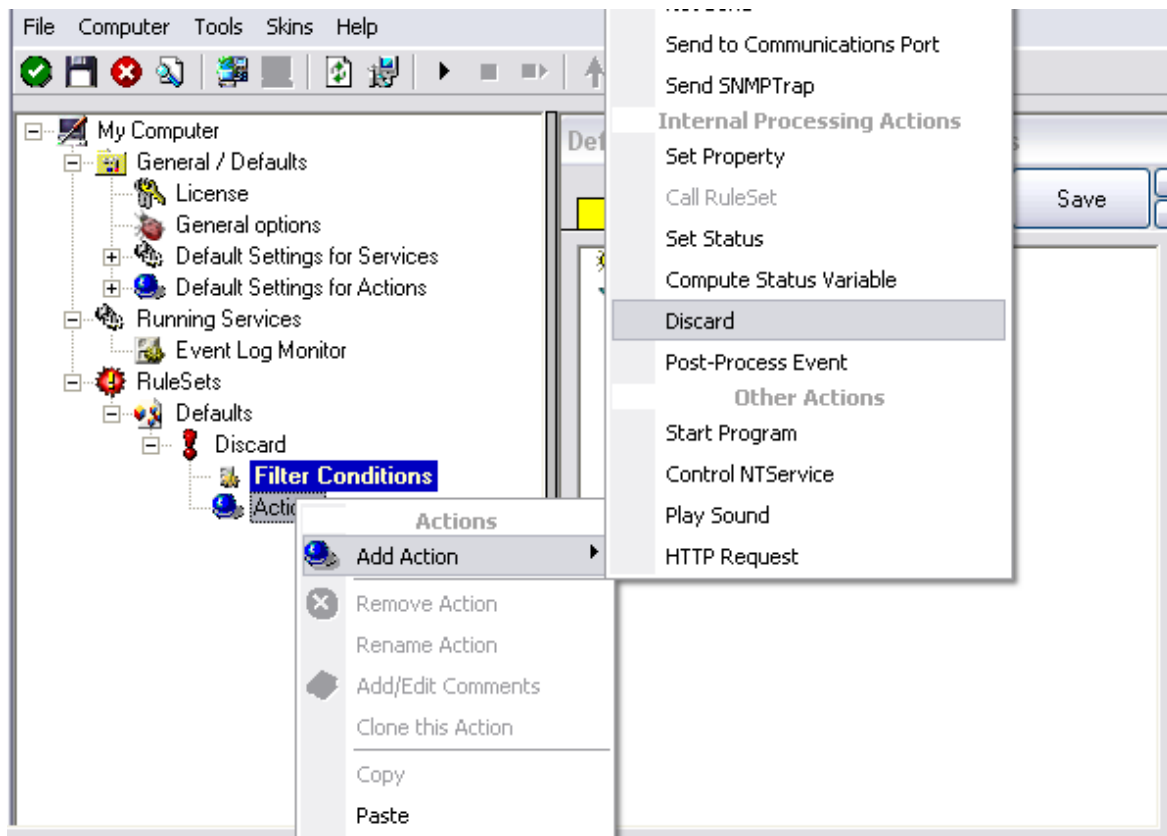 File Computer Tools Skins Help
My Computer
General / Defaults
License
General options
Default Settings for Services
Default Settings for Actions
Running Services
Event Log Monitor
RuleSets
Defaults
Discard
Filter Conditions
Actions
Add Action
Remove Action
Rename Action
Add/Edit Comments
Clone this Action
Copy
Paste
Send to Communications Port
Send SNMPTrap
Internal Processing Actions
Set Property
Call RuleSet
Set Status
Compute Status Variable
Discard
Post-Process Event
Other Actions
Start Program
Control NTService
Play Sound
HTTP Request
Save